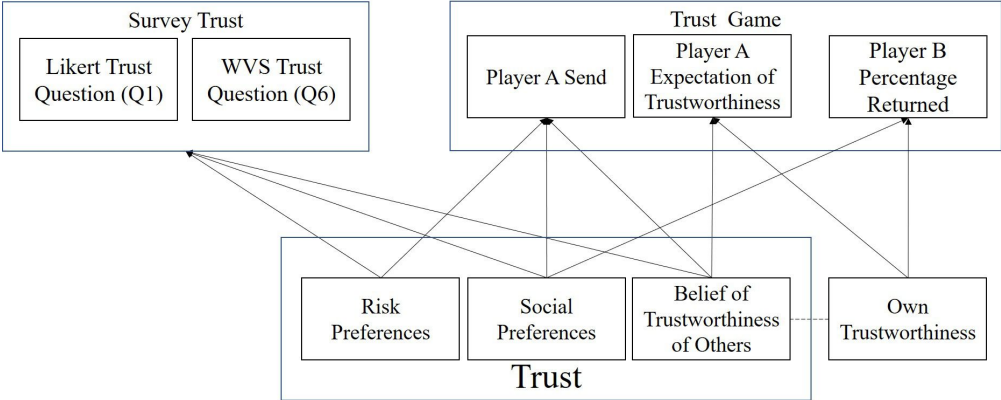 Survey Trust
Likert Trust
Question (Q1)
WVS Trust
Question (Q6)
Trust Game
Player A Send
Player A
Expectation of
Trustworthiness
Player B
Percentage
Returned
Risk
Preferences
Social
Preferences
Belief of
Trustworthiness
of Others
Own
Trustworthiness
Trust